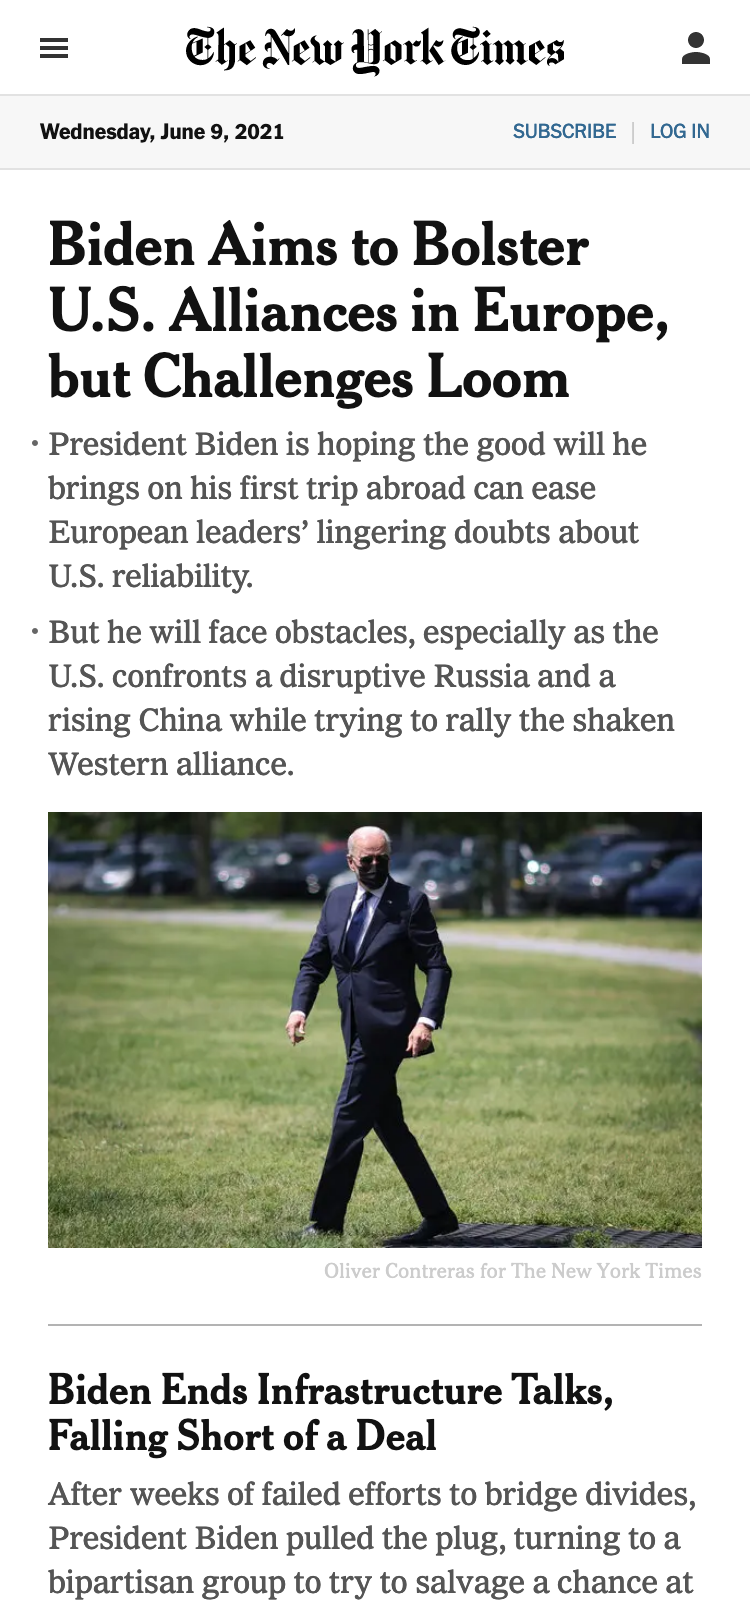 The New York Times
Wednesday, June 9, 2021
SUBSCRIBE | LOG IN
Biden Aims to Bolster
U.S. Alliances in Europe,
but Challenges Loom
• President Biden is hoping the good will he
brings on his first trip abroad can ease
European leaders’ lingering doubts about
U.S. reliability.
• But he will face obstacles, especially as the
U.S. confronts a disruptive Russia and a
rising China while trying to rally the shaken
Western alliance.
Oliver Contreras for The New York Times
Biden Ends Infrastructure Talks,
Falling Short of a Deal
After weeks of failed efforts to bridge divides,
President Biden pulled the plug, turning to a
bipartisan group to try to salvage a chance at